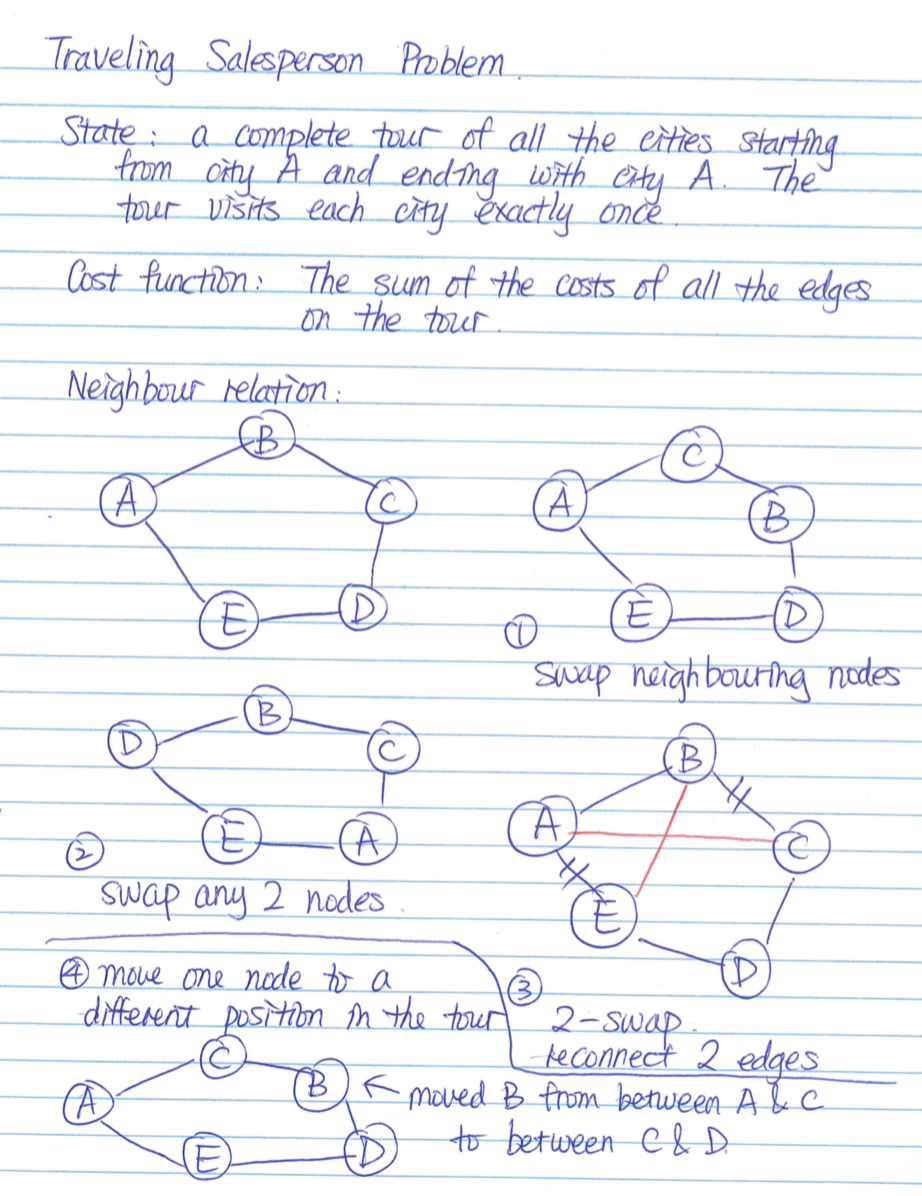 Traveling Salesperson Problem.
State: a complete tour of all the cities starting
from city A and ending with city A. The
tour visits each city exactly once.
Cost function: The sum of the costs of all the edges
on the tour.
Neighbour relation:
B
A
C
E
D
C
A
B
E
D
①
swap neighbouring nodes
B
D
C
E
A
②
swap any 2 nodes.
B
A
C
E
D
③
2-swap.
reconnect 2 edges
④ move one node to a
different position in the tour
C
A
B
E
D
← moved B from between A & C
to between C & D.